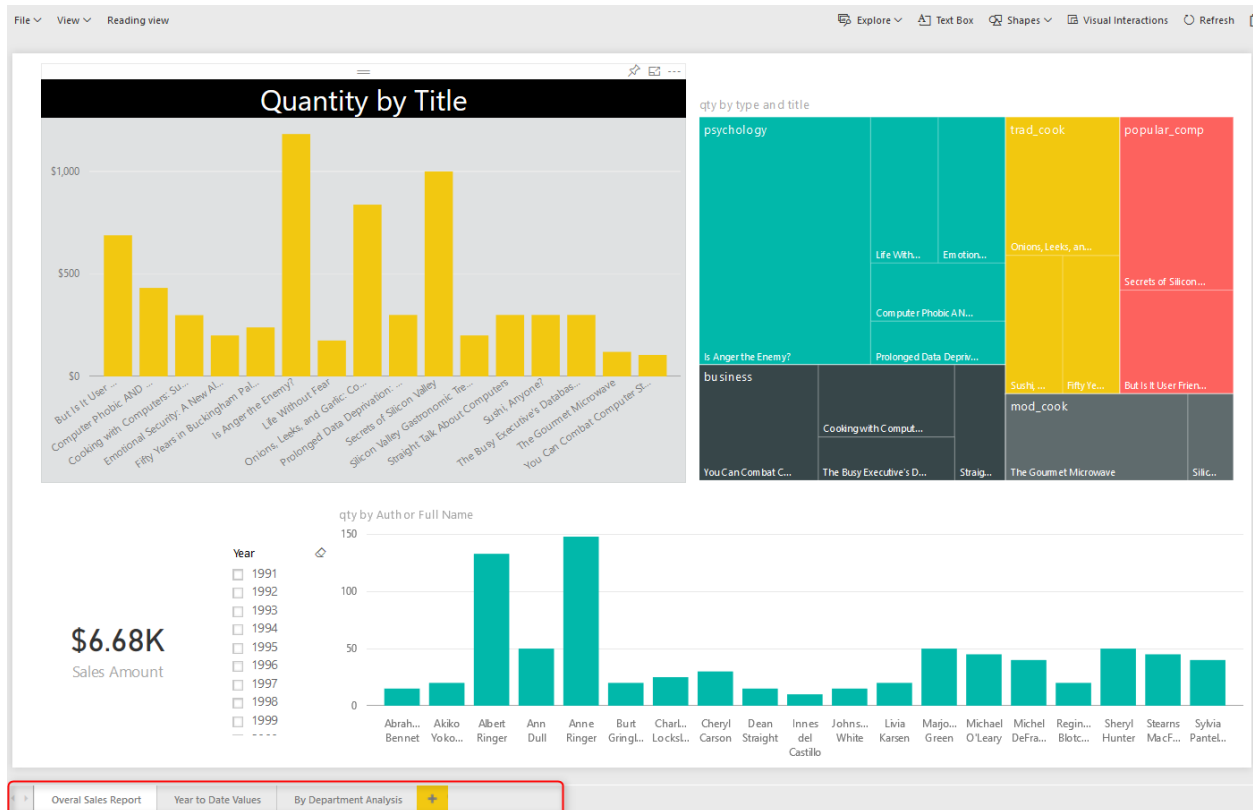 File View Reading view Explore Text Box Shapes Visual Interactions Refresh
Quantity by Title
$1,000
$500
$0
But Is It User ...
Computer Phobic AND ...
Cooking with Computers: Su...
Emotional Security: A New Al...
Fifty Years in Buckingham Pal...
Is Anger the Enemy?
Life Without Fear
Onions, Leeks, and Garlic: Co...
Prolonged Data Deprivation: ...
Secrets of Silicon Valley
Silicon Valley Gastronomic Tre...
Straight Talk About Computers
Sushi, Anyone?
The Busy Executive's Databas...
The Gourmet Microwave
You Can Combat Computer St...
qty by type and title
psychology
Is Anger the Enemy?
Life With...
Emotion...
Computer Phobic A N...
Prolonged Data Depriv...
business
You Can Combat C...
Cooking with Comput...
The Busy Executive's D...
Straig...
trad_cook
Onions, Leeks, an...
Sushi, ...
Fifty Ye...
popular_comp
Secrets of Silicon...
But Is It User Frien...
mod_cook
The Gourmet Microwave
Silic...
$6.68K
Sales Amount
Year
1991
1992
1993
1994
1995
1996
1997
1998
1999
qty by Author Full Name
150
100
50
0
Abrah... Akiko Albert Ann Anne Burt Charl... Cheryl Dean Innes Johns... Livia Marjo... Michael Michel Regin... Sheryl Stearns Sylvia
Bennet Yoko... Ringer Dull Ringer Gringl... Locksl... Carson Straight del White Karsen Green O'Leary DeFra... Blotc... Hunter MacF... Pantel...
Castillo
Overal Sales Report Year to Date Values By Department Analysis +